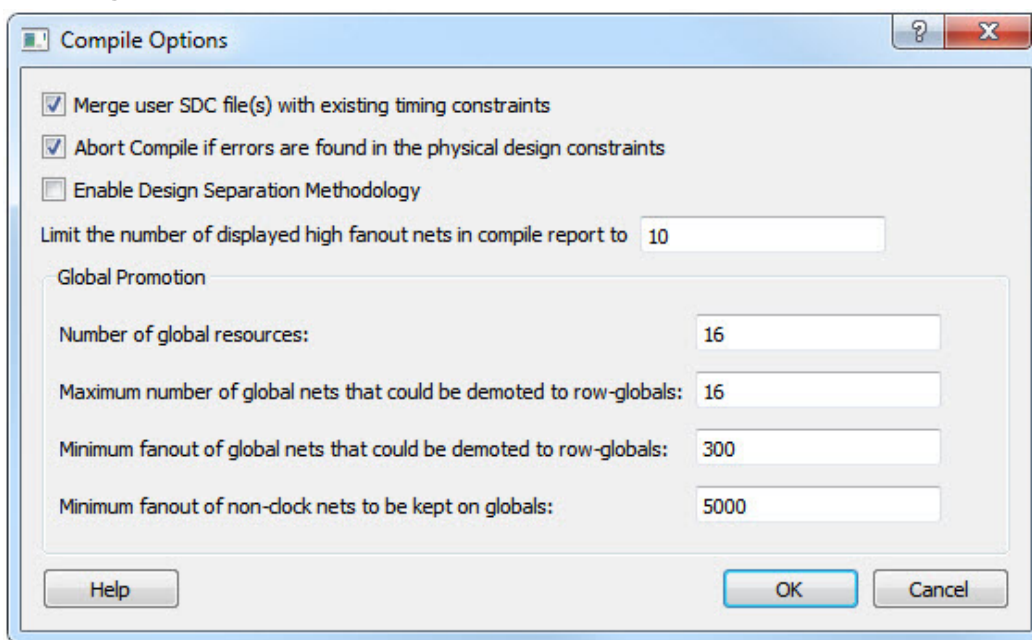 Compile Options
Merge user SDC file(s) with existing timing constraints
Abort Compile if errors are found in the physical design constraints
Enable Design Separation Methodology
Limit the number of displayed high fanout nets in compile report to 10
Global Promotion
Number of global resources: 16
Maximum number of global nets that could be demoted to row-globals: 16
Minimum fanout of global nets that could be demoted to row-globals: 300
Minimum fanout of non-clock nets to be kept on globals: 5000
Help OK Cancel